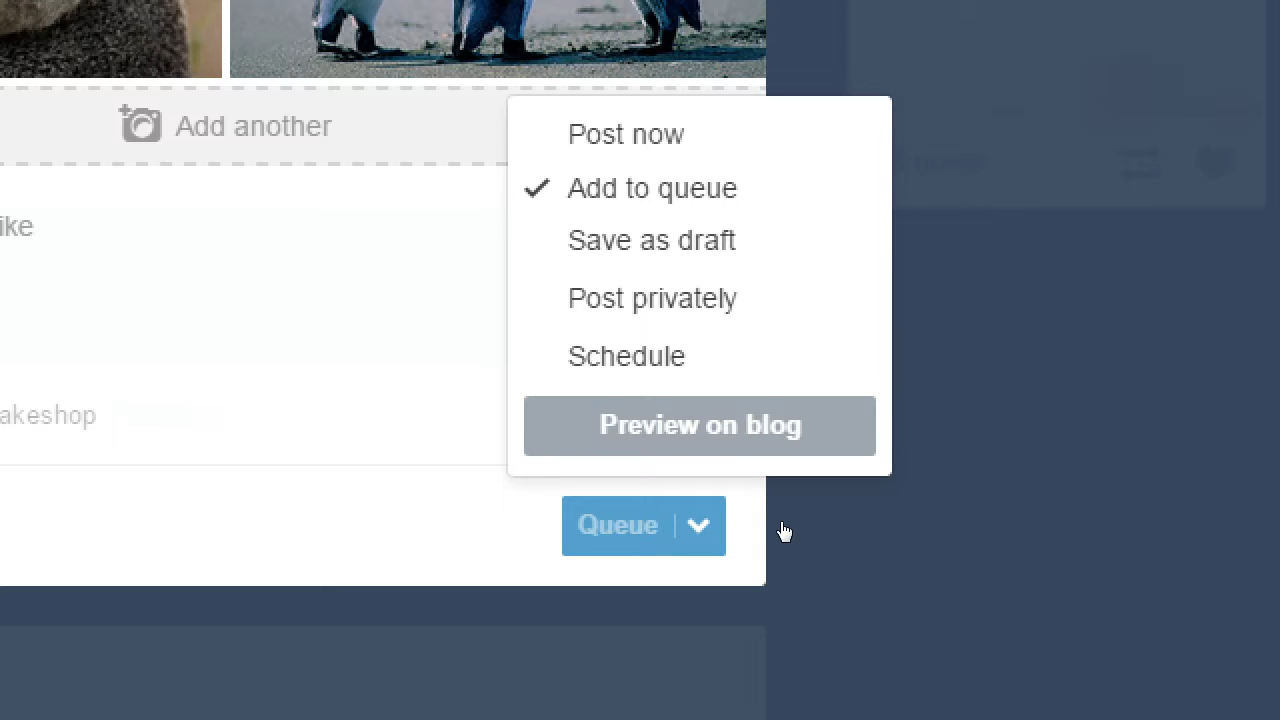 Add another
Post now
Add to queue
ike
Save as draft
Post privately
Schedule
akeshop
Preview on blog
Queue